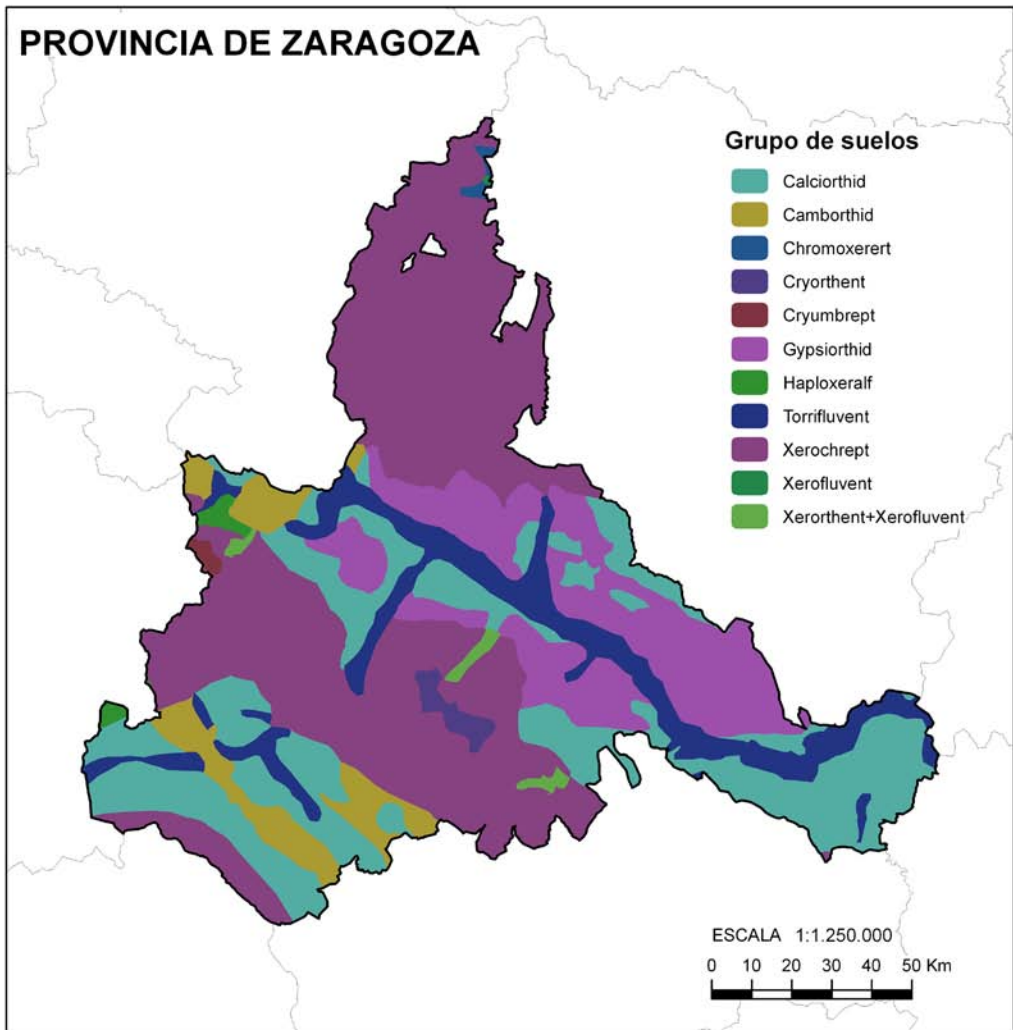 PROVINCIA DE ZARAGOZA
Grupo de suelos
Calciorthid
Camborthid
Chromoxerert
Cryorthent
Cryumbrept
Gypsiorthid
Haploxeralf
Torrifluvent
Xerochrept
Xerofluvent
Xerorthent+Xerofluvent
ESCALA 1:1.250.000
0 10 20 30 40 50 Km